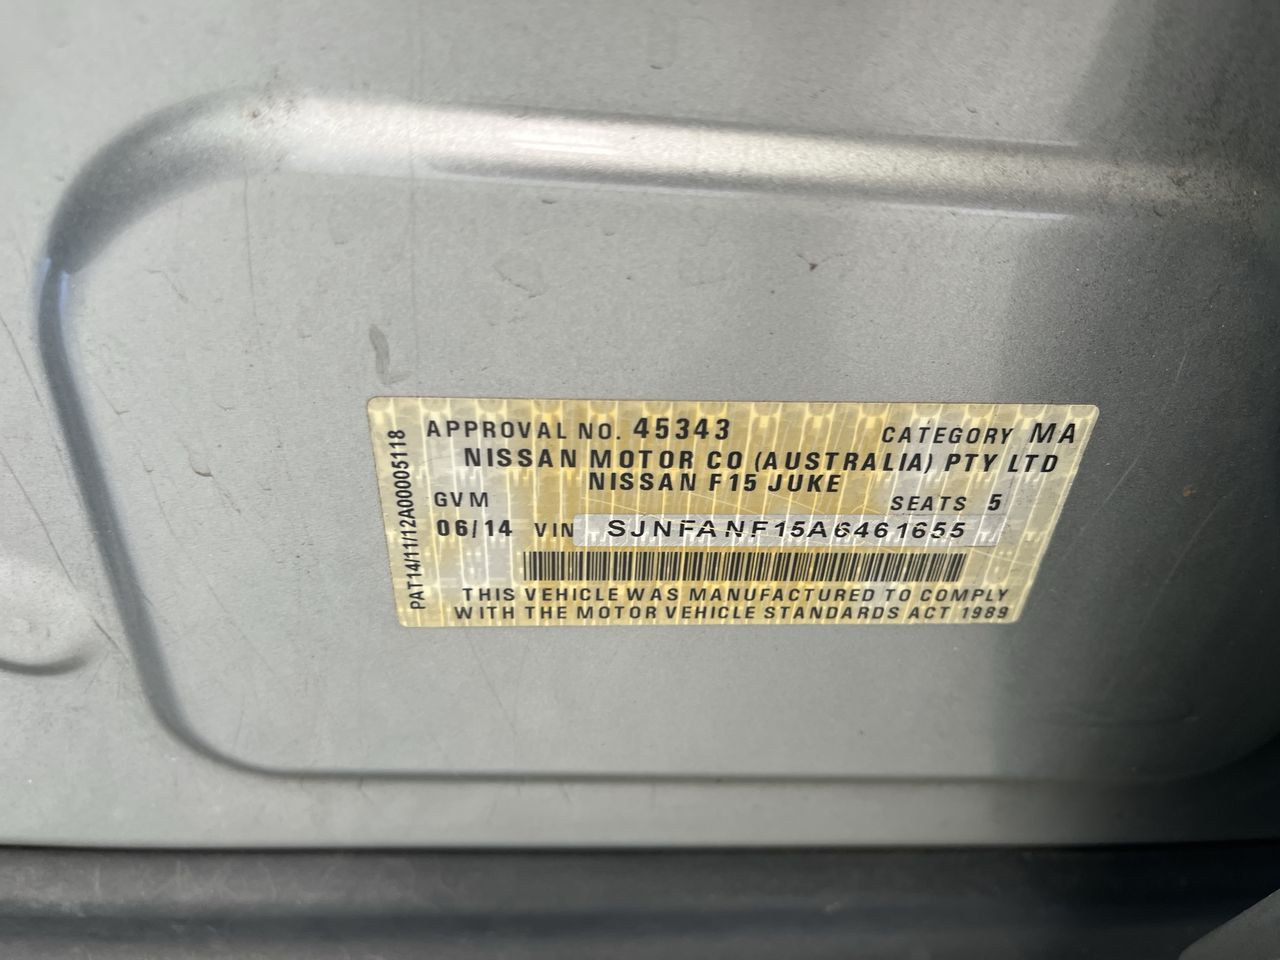 APPROVAL NO. 45343 CATEGORY MA
NISSAN MOTOR CO (AUSTRALIA) PTY LTD
NISSAN F15 JUKE
GVM SEATS 5
06/14 VIN SJNFANF15A6461655
THIS VEHICLE WAS MANUFACTURED TO COMPLY
WITH THE MOTOR VEHICLE STANDARDS ACT 1989
PAT14/11/12A00005118